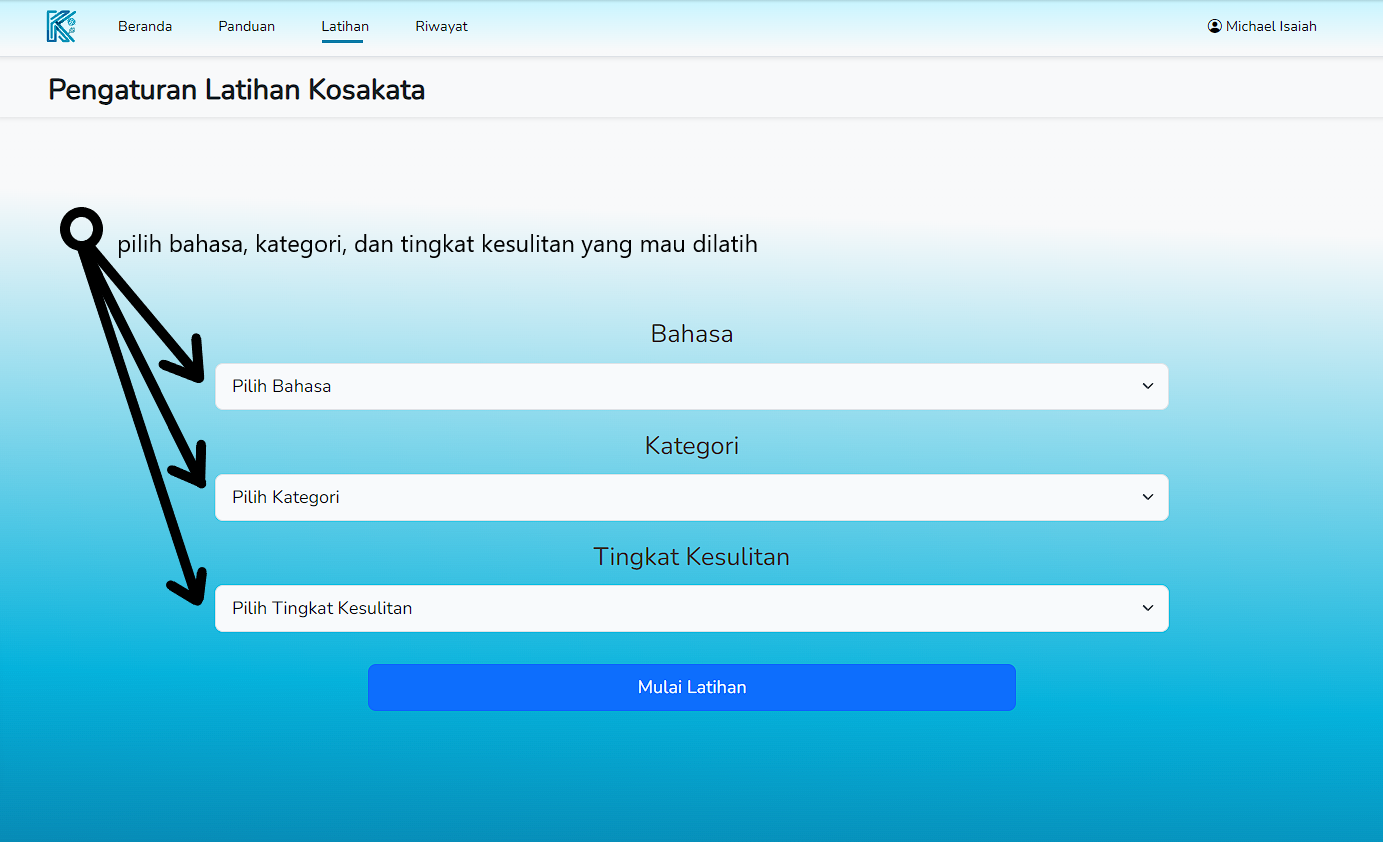 Beranda Panduan Latihan Riwayat Michael Isaiah
Pengaturan Latihan Kosakata
pilih bahasa, kategori, dan tingkat kesulitan yang mau dilatih
Bahasa
Pilih Bahasa
Kategori
Pilih Kategori
Tingkat Kesulitan
Pilih Tingkat Kesulitan
Mulai Latihan